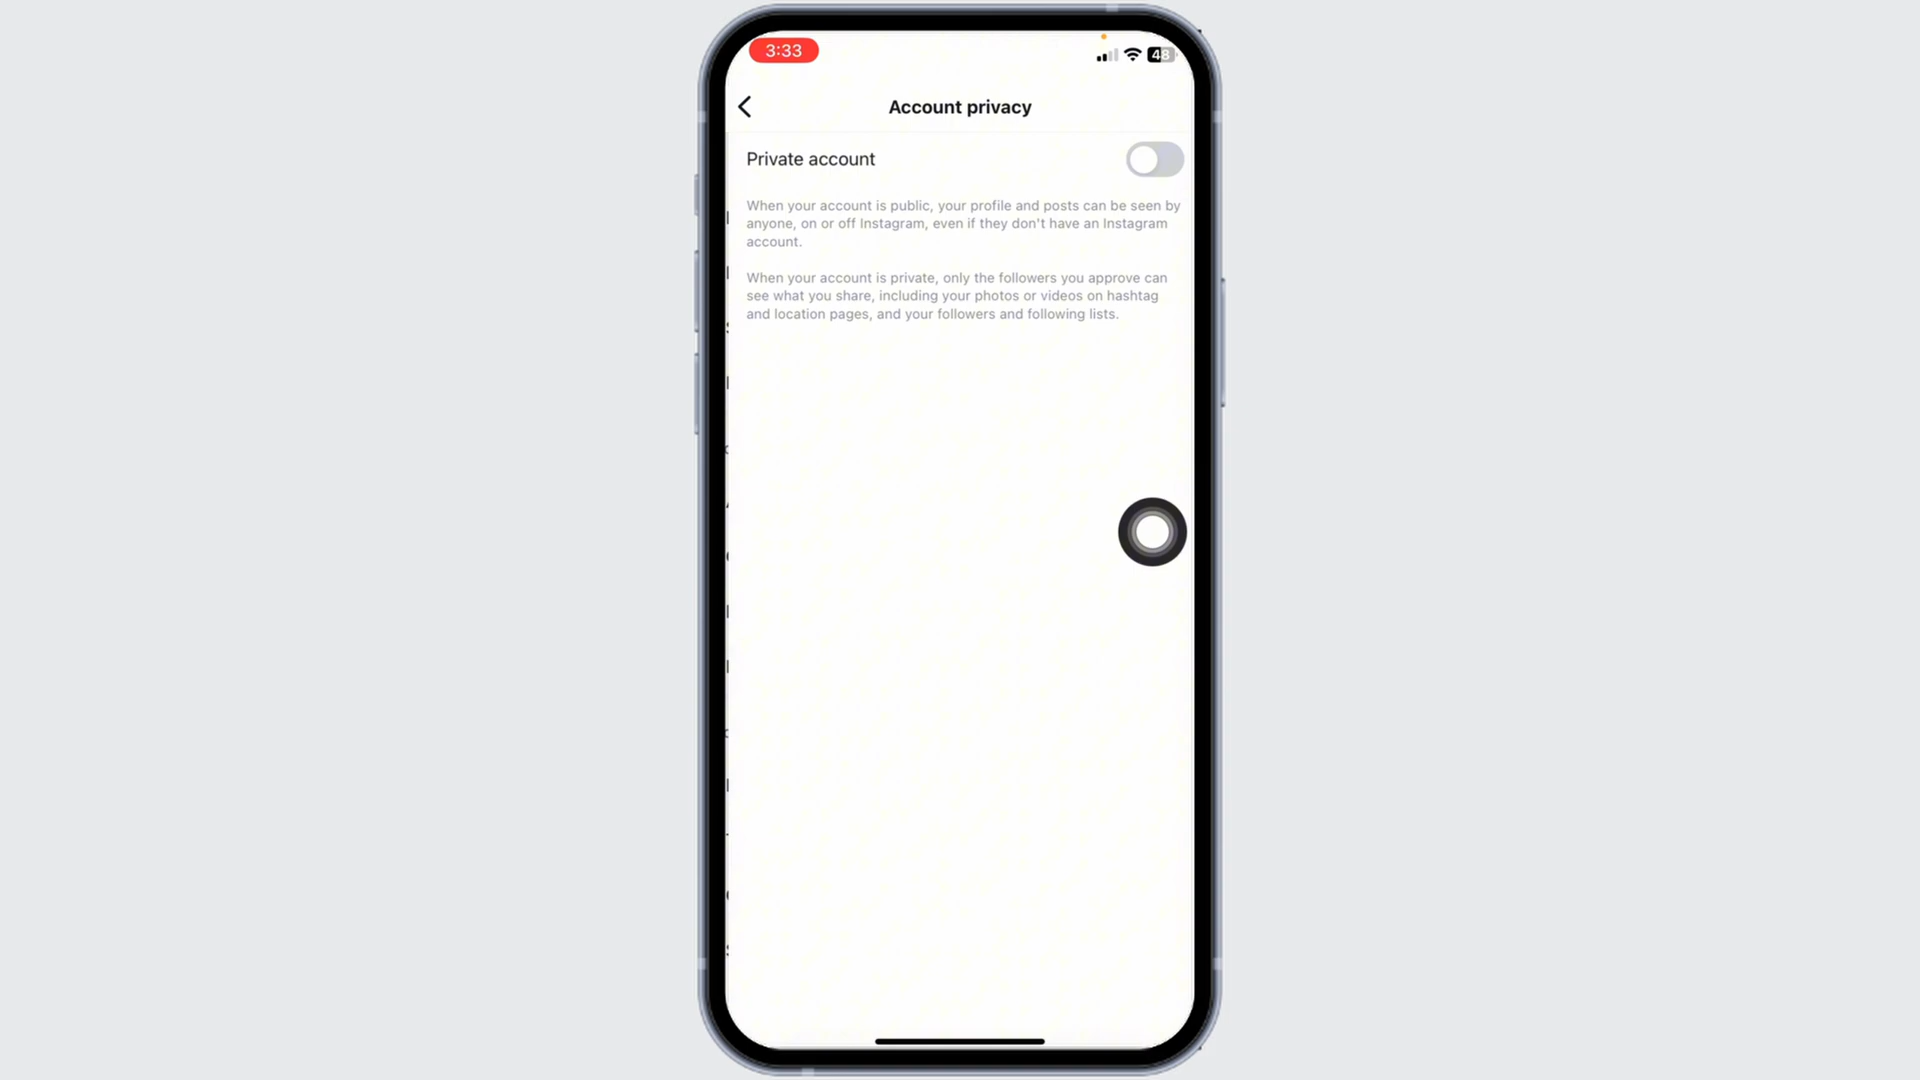 3:33
48
Account privacy
Private account
When your account is public, your profile and posts can be seen by
anyone, on or off Instagram, even if they don't have an Instagram
account.
When your account is private, only the followers you approve can
see what you share, including your photos or videos on hashtag
and location pages, and your followers and following lists.